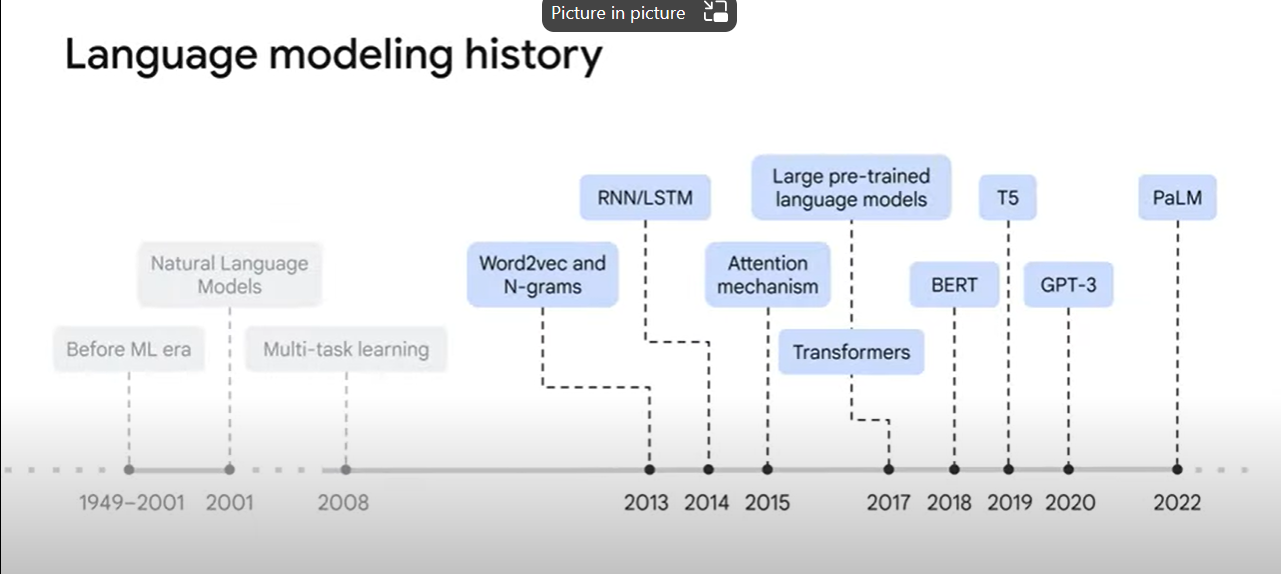 Picture in picture
Language modeling history
Large pre-trained
language models
RNN/LSTM
T5
PaLM
Natural Language
Models
Word2vec and
N-grams
Attention
mechanism
BERT
GPT-3
Before ML era
Multi-task learning
Transformers
1949–2001
2001
2008
2013
2014
2015
2017
2018
2019
2020
2022